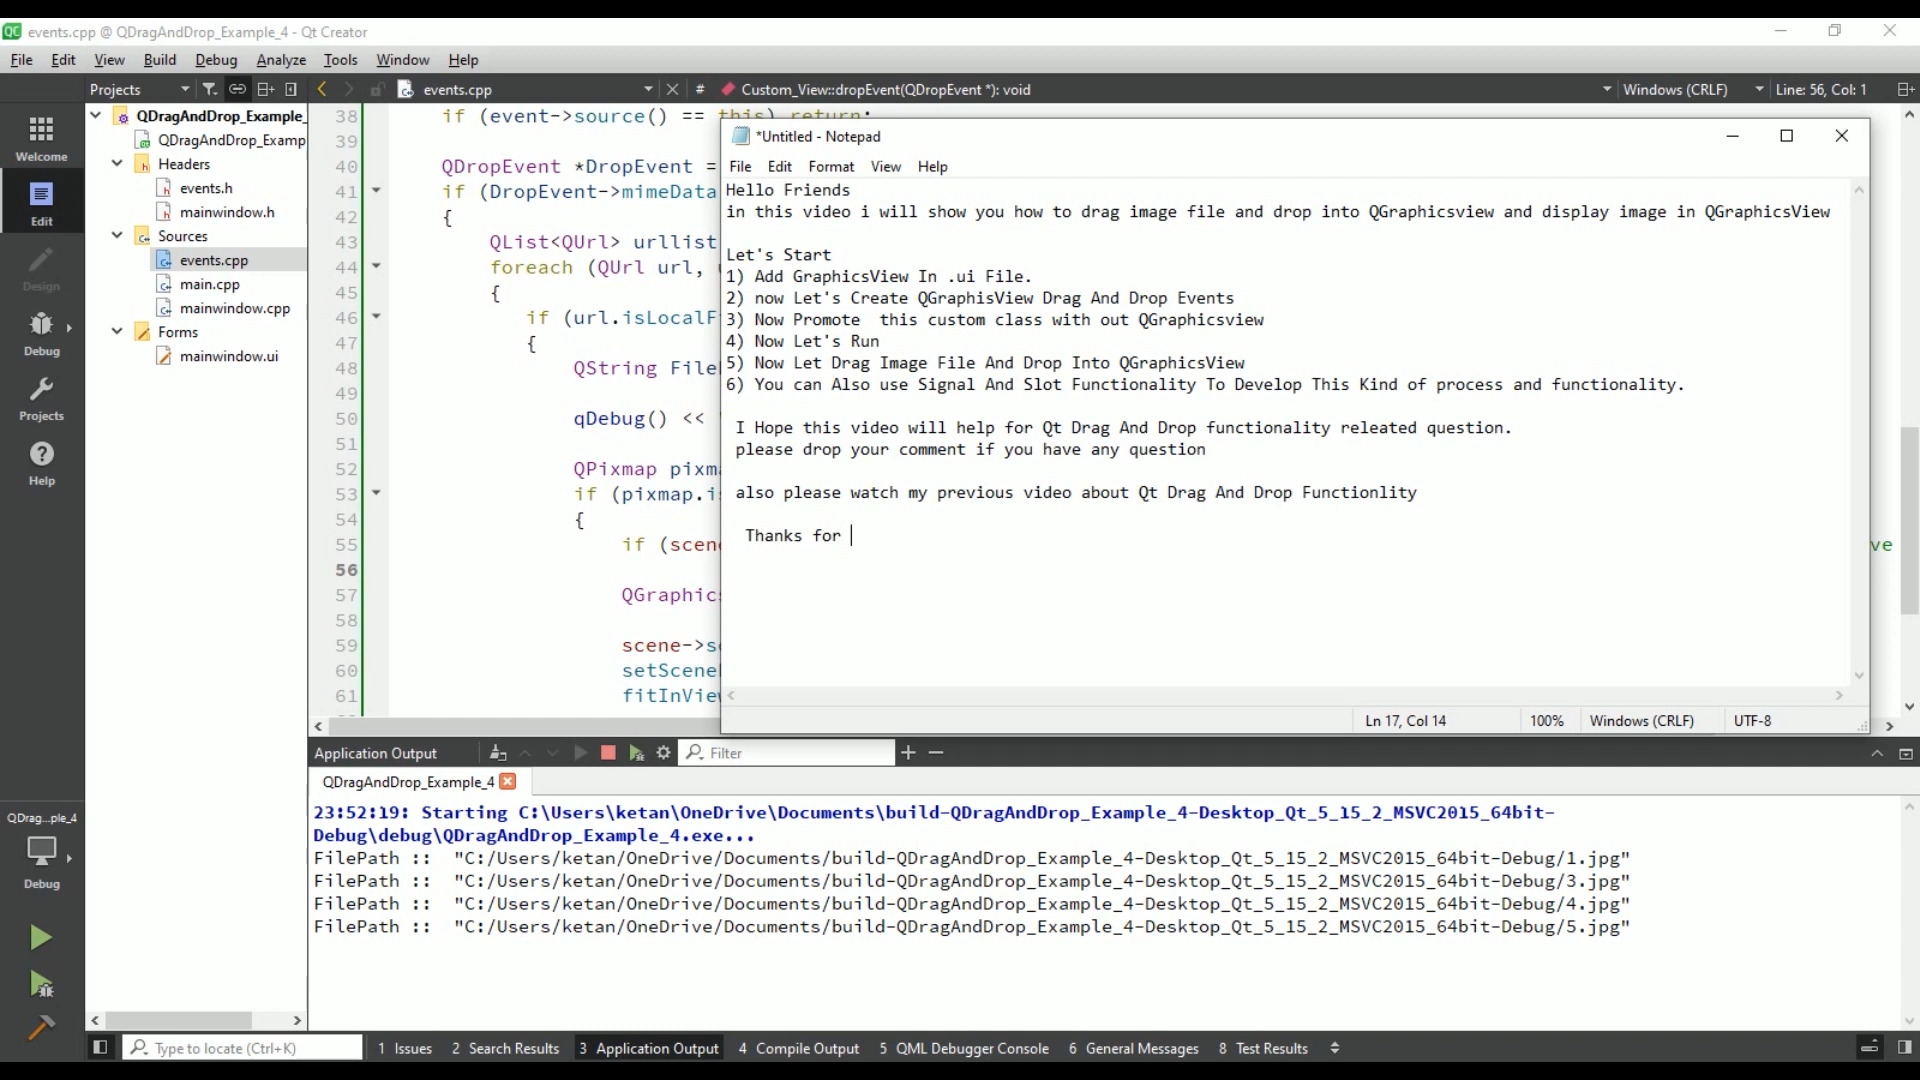 events.cpp @ QDragAndDrop_Example_4 - Qt Creator
File Edit View Build Debug Analyze Tools Window Help
Projects
events.cpp
# Custom_View::dropEvent(QDropEvent *): void
Windows (CRLF)
Line: 56, Col: 1
Welcome
Edit
Design
Debug
Projects
Help
QDrag...ple_4
Debug
QDragAndDrop_Example_
QDragAndDrop_Examp
Headers
events.h
mainwindow.h
Sources
events.cpp
main.cpp
mainwindow.cpp
Forms
mainwindow.ui
38 if (event->source() == this) return;
39
40 QDropEvent *DropEvent =
41 if (DropEvent->mimeData
42 {
43 QList<QUrl> urllist
44 foreach (QUrl url,
45 {
46 if (url.isLocalF
47 {
48 QString File
49
50 qDebug() <<
51
52 QPixmap pixm
53 if (pixmap.is
54 {
55 if (scen
ve
56
57 QGraphics
58
59 scene->s
60 setScene
61 fitInView
*Untitled - Notepad
File Edit Format View Help
Hello Friends
in this video i will show you how to drag image file and drop into QGraphicsview and display image in QGraphicsView
Let's Start
1) Add GraphicsView In .ui File.
2) now Let's Create QGraphisView Drag And Drop Events
3) Now Promote  this custom class with out QGraphicsview
4) Now Let's Run
5) Now Let Drag Image File And Drop Into QGraphicsView
6) You can Also use Signal And Slot Functionality To Develop This Kind of process and functionality.
I Hope this video will help for Qt Drag And Drop functionality releated question.
please drop your comment if you have any question
also please watch my previous video about Qt Drag And Drop Functionlity
Thanks for
Ln 17, Col 14
100%
Windows (CRLF)
UTF-8
Application Output
Filter
QDragAndDrop_Example_4
23:52:19: Starting C:\Users\ketan\OneDrive\Documents\build-QDragAndDrop_Example_4-Desktop_Qt_5_15_2_MSVC2015_64bit-
Debug\debug\QDragAndDrop_Example_4.exe...
FilePath ::  "C:/Users/ketan/OneDrive/Documents/build-QDragAndDrop_Example_4-Desktop_Qt_5_15_2_MSVC2015_64bit-Debug/1.jpg"
FilePath ::  "C:/Users/ketan/OneDrive/Documents/build-QDragAndDrop_Example_4-Desktop_Qt_5_15_2_MSVC2015_64bit-Debug/3.jpg"
FilePath ::  "C:/Users/ketan/OneDrive/Documents/build-QDragAndDrop_Example_4-Desktop_Qt_5_15_2_MSVC2015_64bit-Debug/4.jpg"
FilePath ::  "C:/Users/ketan/OneDrive/Documents/build-QDragAndDrop_Example_4-Desktop_Qt_5_15_2_MSVC2015_64bit-Debug/5.jpg"
Type to locate (Ctrl+K)
1 Issues 2 Search Results 3 Application Output 4 Compile Output 5 QML Debugger Console 6 General Messages 8 Test Results